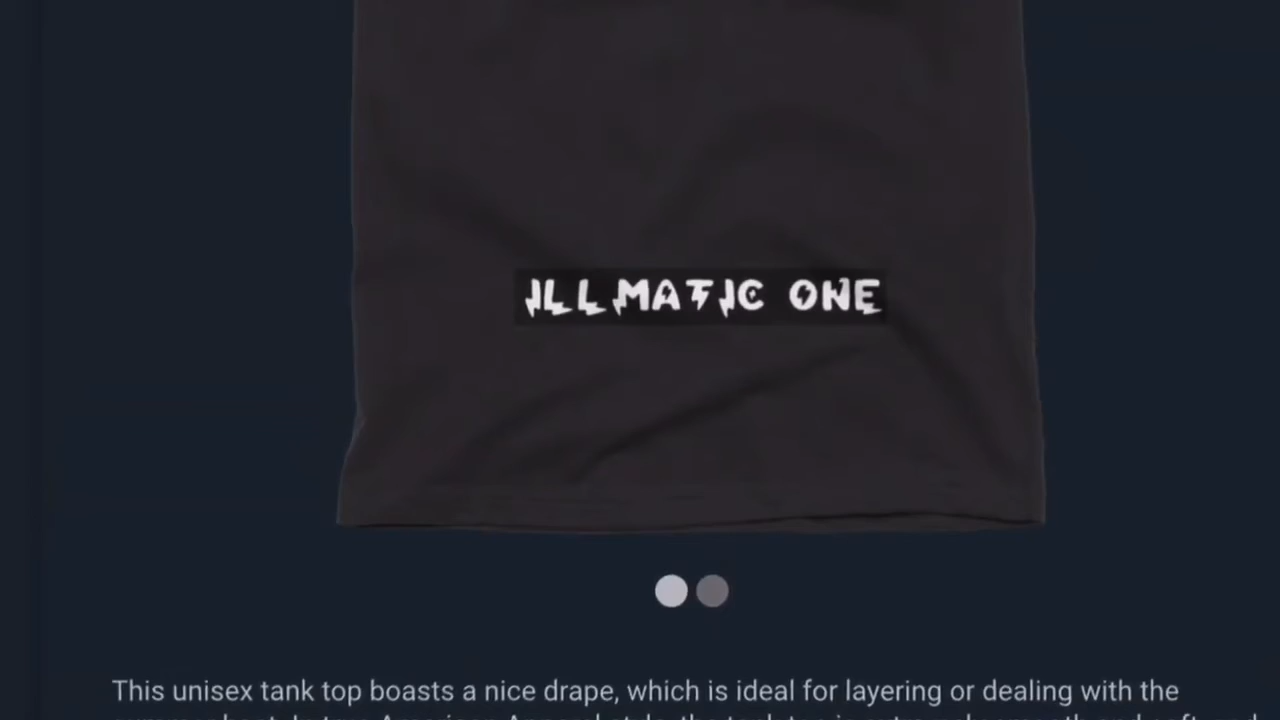 ILLMATIC ONE
This unisex tank top boasts a nice drape, which is ideal for layering or dealing with the